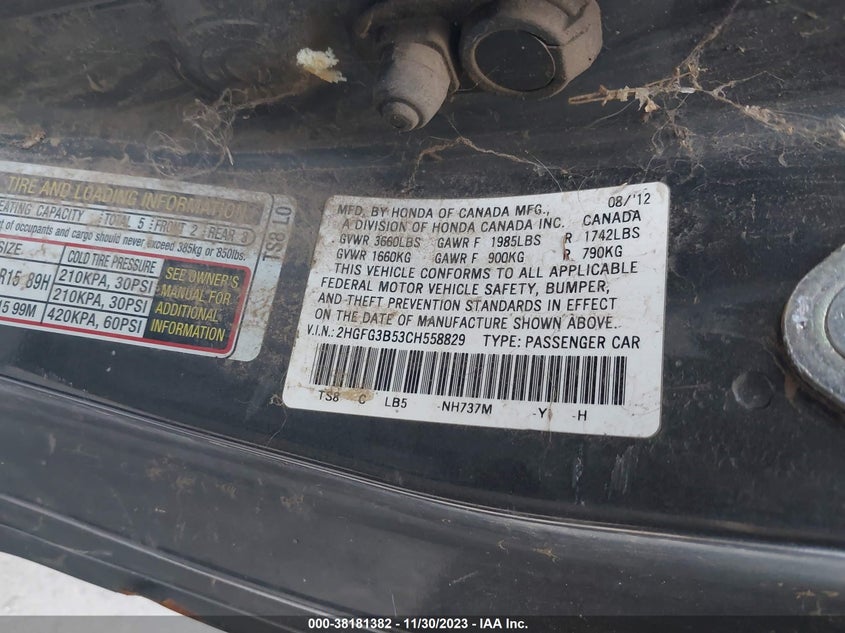 TIRE AND LOADING INFORMATION
EATING CAPACITY TOTAL 5 FRONT 2 REAR 3
t of occupants and cargo should never exceed 385kg or 850lbs.
SIZE
COLD TIRE PRESSURE
R15 89H
210KPA, 30PSI
210KPA, 30PSI
15 99M
420KPA, 60PSI
SEE OWNER'S
MANUAL FOR
ADDITIONAL
INFORMATION
TS8 L0
MFD. BY HONDA OF CANADA MFG., 08/'12
A DIVISION OF HONDA CANADA INC. CANADA
GVWR 3660LBS GAWR F 1985LBS R 1742LBS
GVWR 1660KG GAWR F 900KG R 790KG
THIS VEHICLE CONFORMS TO ALL APPLICABLE
FEDERAL MOTOR VEHICLE SAFETY, BUMPER,
AND THEFT PREVENTION STANDARDS IN EFFECT
ON THE DATE OF MANUFACTURE SHOWN ABOVE.
V.I.N.: 2HGFG3B53CH558829 TYPE: PASSENGER CAR
TS8 C LB5 -NH737M -Y -H
000-38181382 - 11/30/2023 - IAA Inc.